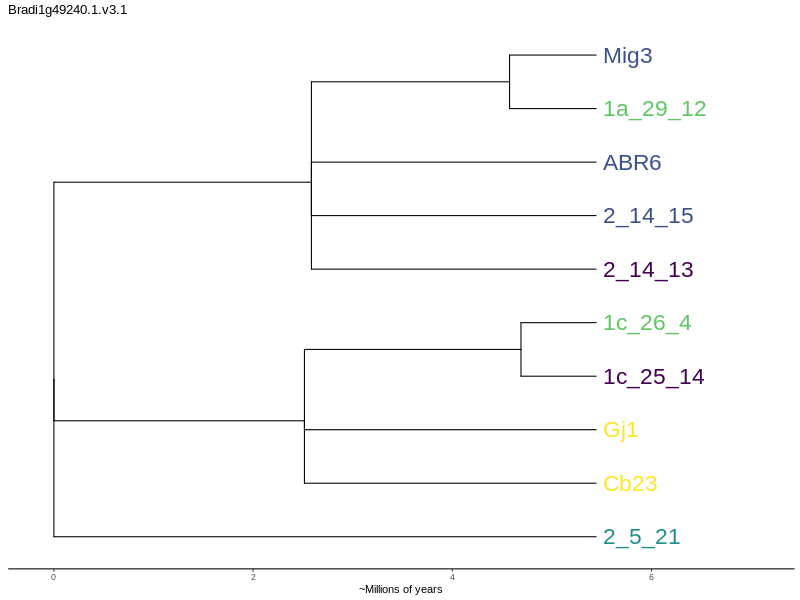 Bradi1g49240.1.v3.1
Mig3
1a_29_12
ABR6
2_14_15
2_14_13
1c_26_4
1c_25_14
Gj1
Cb23
2_5_21
0 2 4 6
~Millions of years